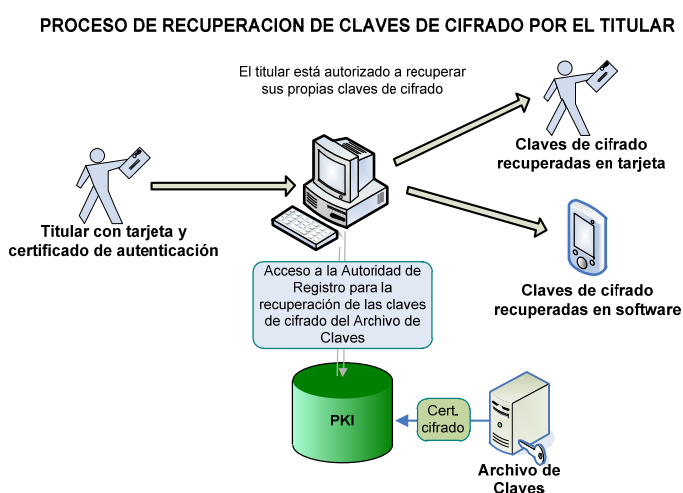 PROCESO DE RECUPERACION DE CLAVES DE CIFRADO POR EL TITULAR
El titular está autorizado a recuperar
sus propias claves de cifrado
Claves de cifrado
recuperadas en tarjeta
Titular con tarjeta y
certificado de autenticación
Acceso a la Autoridad de
Registro para la
recuperación de las claves
de cifrado del Archivo de
Claves
Claves de cifrado
recuperadas en software
PKI
Cert.
cifrado
Archivo de
Claves